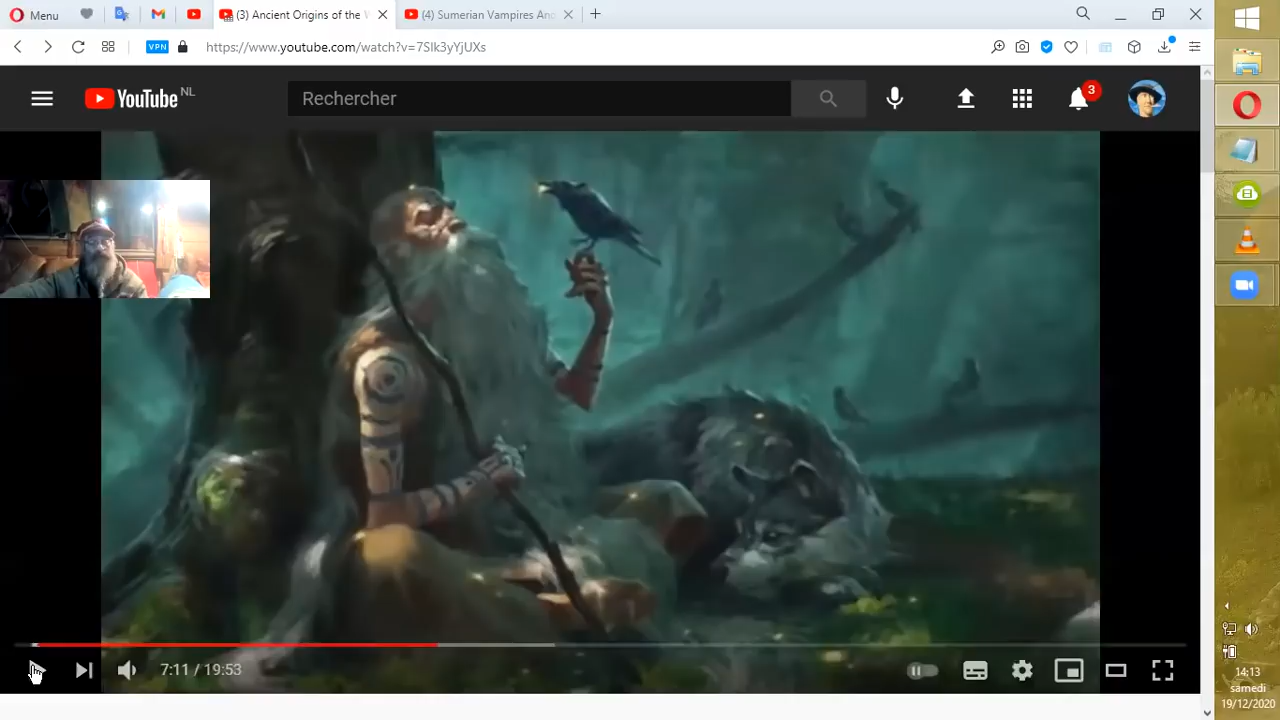 Menu
(3) Ancient Origins of the W
(4) Sumerian Vampires And
VPN
https://www.youtube.com/watch?v=7SIk3yYjUXs
YouTube NL
Rechercher
3
7:11 / 19:53
14:13
samedi
19/12/2020